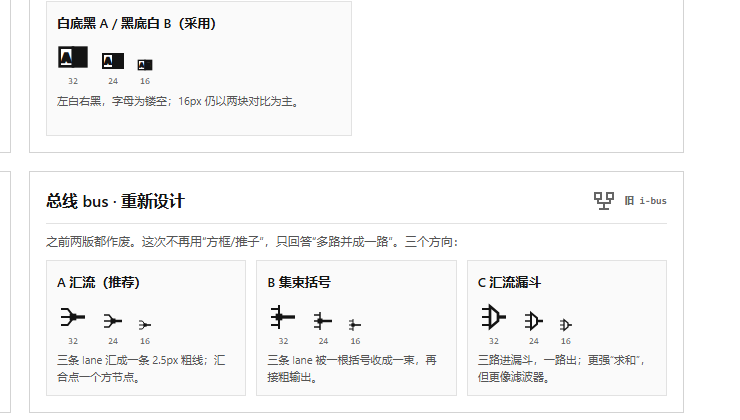 白底黑 A / 黑底白 B（采用）
A
A
A
32
24
16
左白右黑，字母为镂空；16px 仍以两块对比为主。
总线 bus · 重新设计
旧 i-bus
之前两版都作废。这次不再用“方框/推子”，只回答“多路并成一路”。三个方向：
A 汇流（推荐）
32
24
16
三条 lane 汇成一条 2.5px 粗线；汇
合点一个方节点。
B 集束括号
32
24
16
三条 lane 被一根括号收成一束，再
接粗输出。
C 汇流漏斗
32
24
16
三路进漏斗，一路出；更强“求和”，
但更像滤波器。